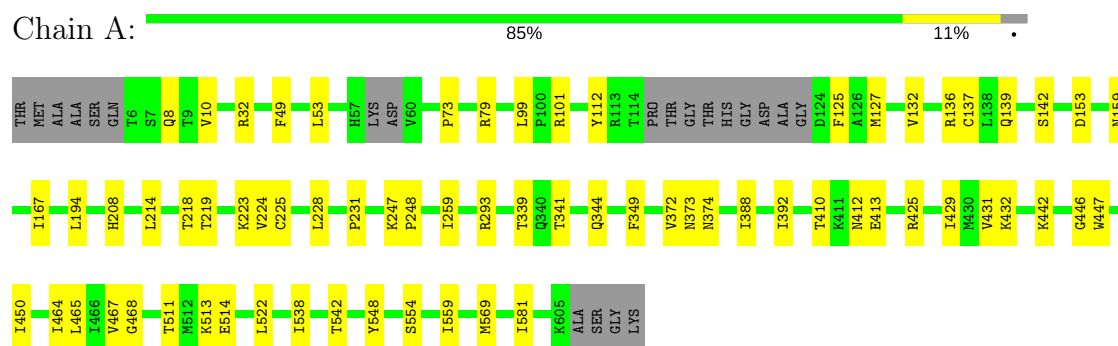 Chain A:
85% 11% •
THR MET ALA ALA SER GLN T6 S7 Q8 T9 V10 R32 F49 L53 H57 LYS ASP V60 P73 R79 L99 P100 R101 Y112 R113 T114 PRO THR GLY THR HIS GLY ASP ALA GLY D124 F125 A126 M127 V132 R136 C137 L138 Q139 S142 D153 N159
I167 L194 H208 L214 T218 T219 K223 V224 C225 L228 P231 K247 P248 I259 R293 T339 Q340 T341 Q344 F349 V372 N373 N374 I388 I392 T410 K411 N412 E413 R425 I429 M430 V431 K432 K442 G446 W447
I450 I464 L465 I466 V467 G468 T511 M512 K513 E514 L522 I538 T542 Y548 S554 I559 M569 I581 K605 ALA SER GLY LYS